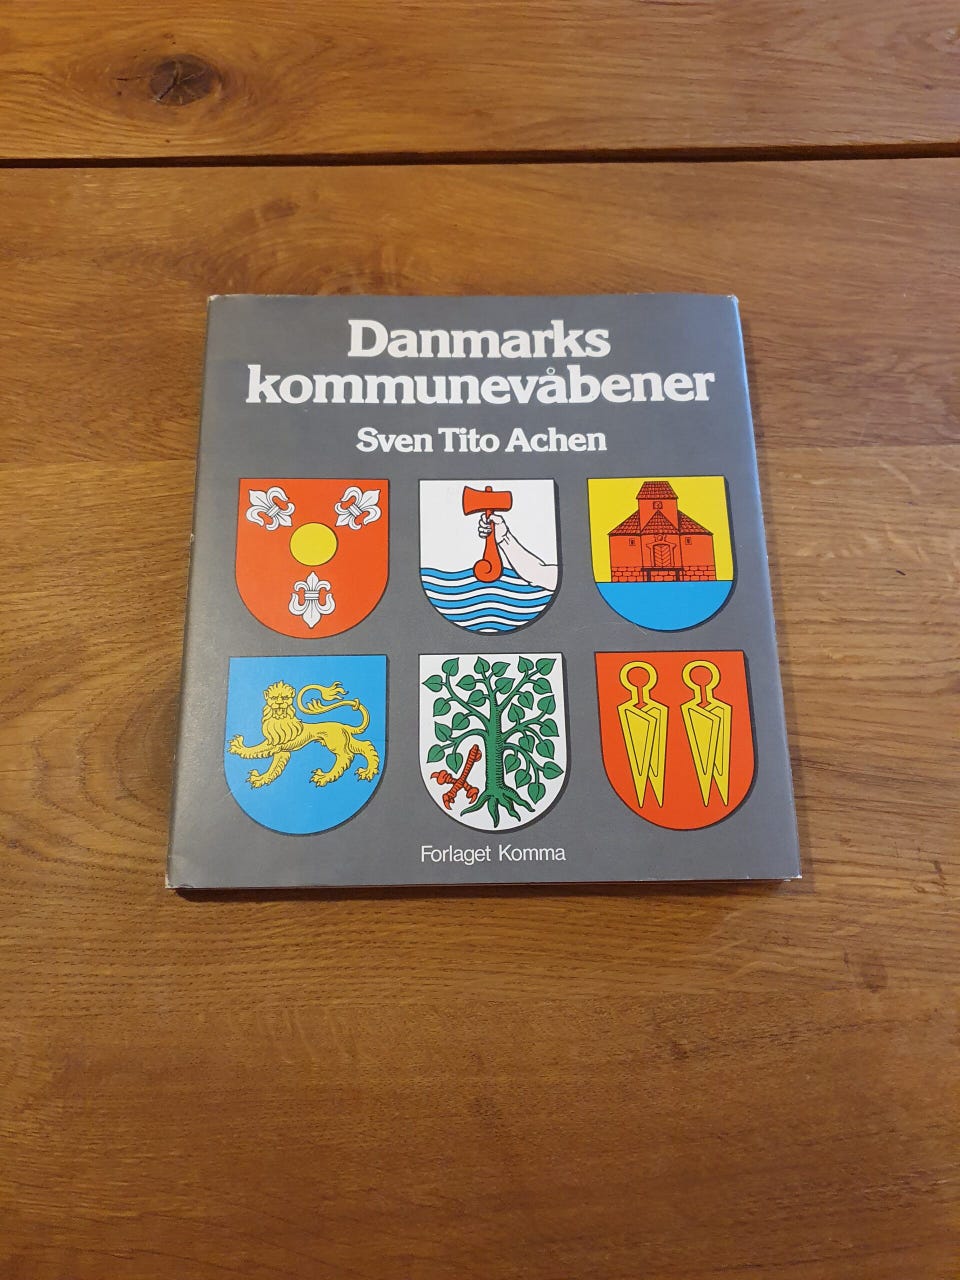 Danmarks
kommunevåbener
Sven Tito Achen
Forlaget Komma